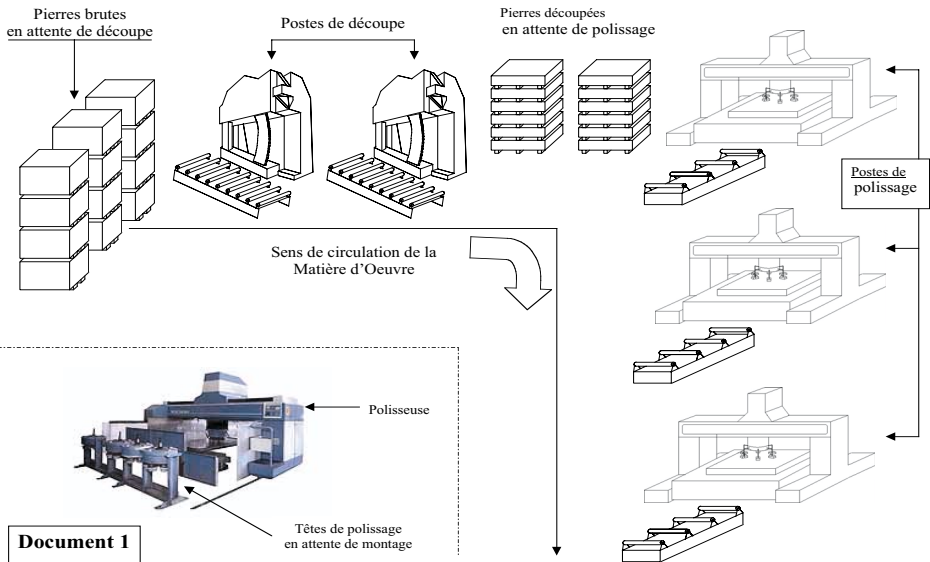 Pierres brutes
en attente de découpe
Postes de découpe
Pierres découpées
en attente de polissage
Postes de
polissage
Sens de circulation de la
Matière d'Oeuvre
Polisseuse
Têtes de polissage
en attente de montage
Document 1